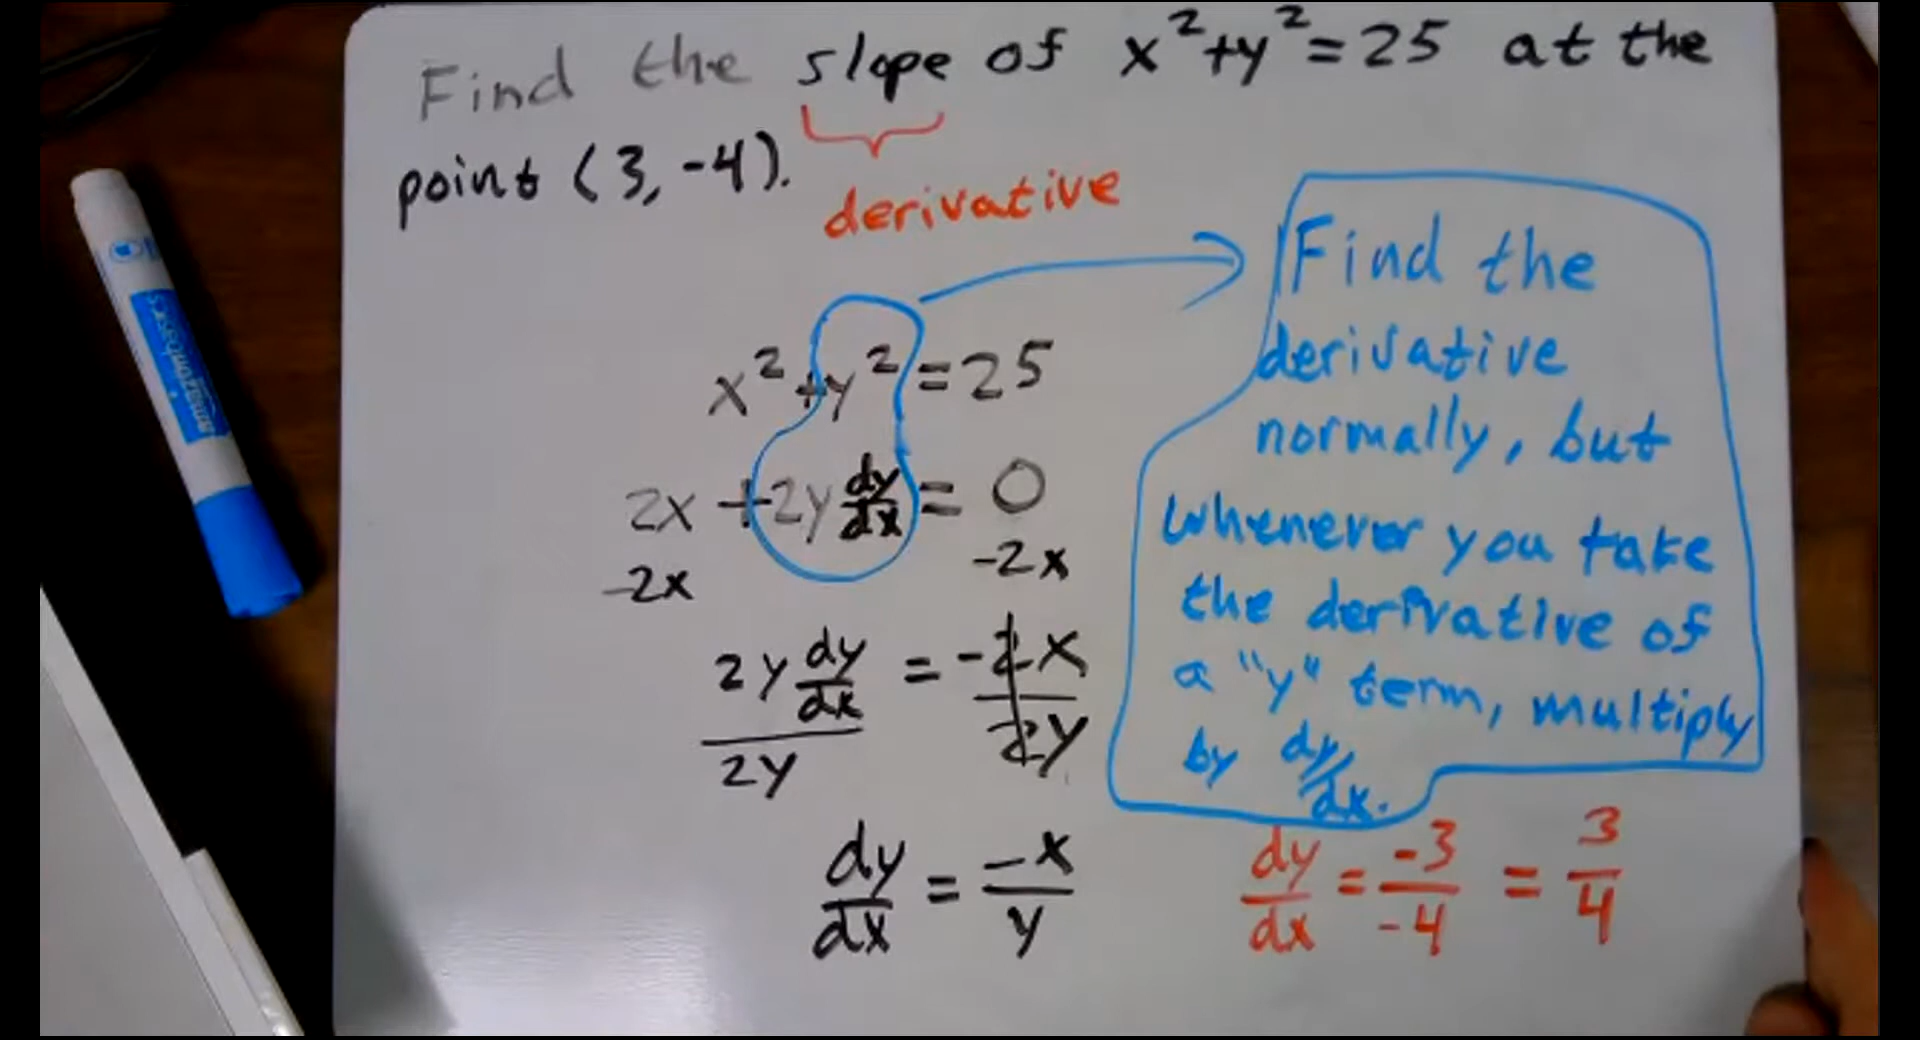 Find the slope of x²+y²=25 at the
point (3,-4).
derivative
x²+y²=25
2x+2y dy/dx=0
-2x -2x
2y dy/dx = -2x
2y 2y
dy/dx = -x/y
Find the
derivative
normally, but
whenever you take
the derivative of
a "y" term, multiply
by dy/dx.
dy/dx = -3/-4 = 3/4
amazonbasics